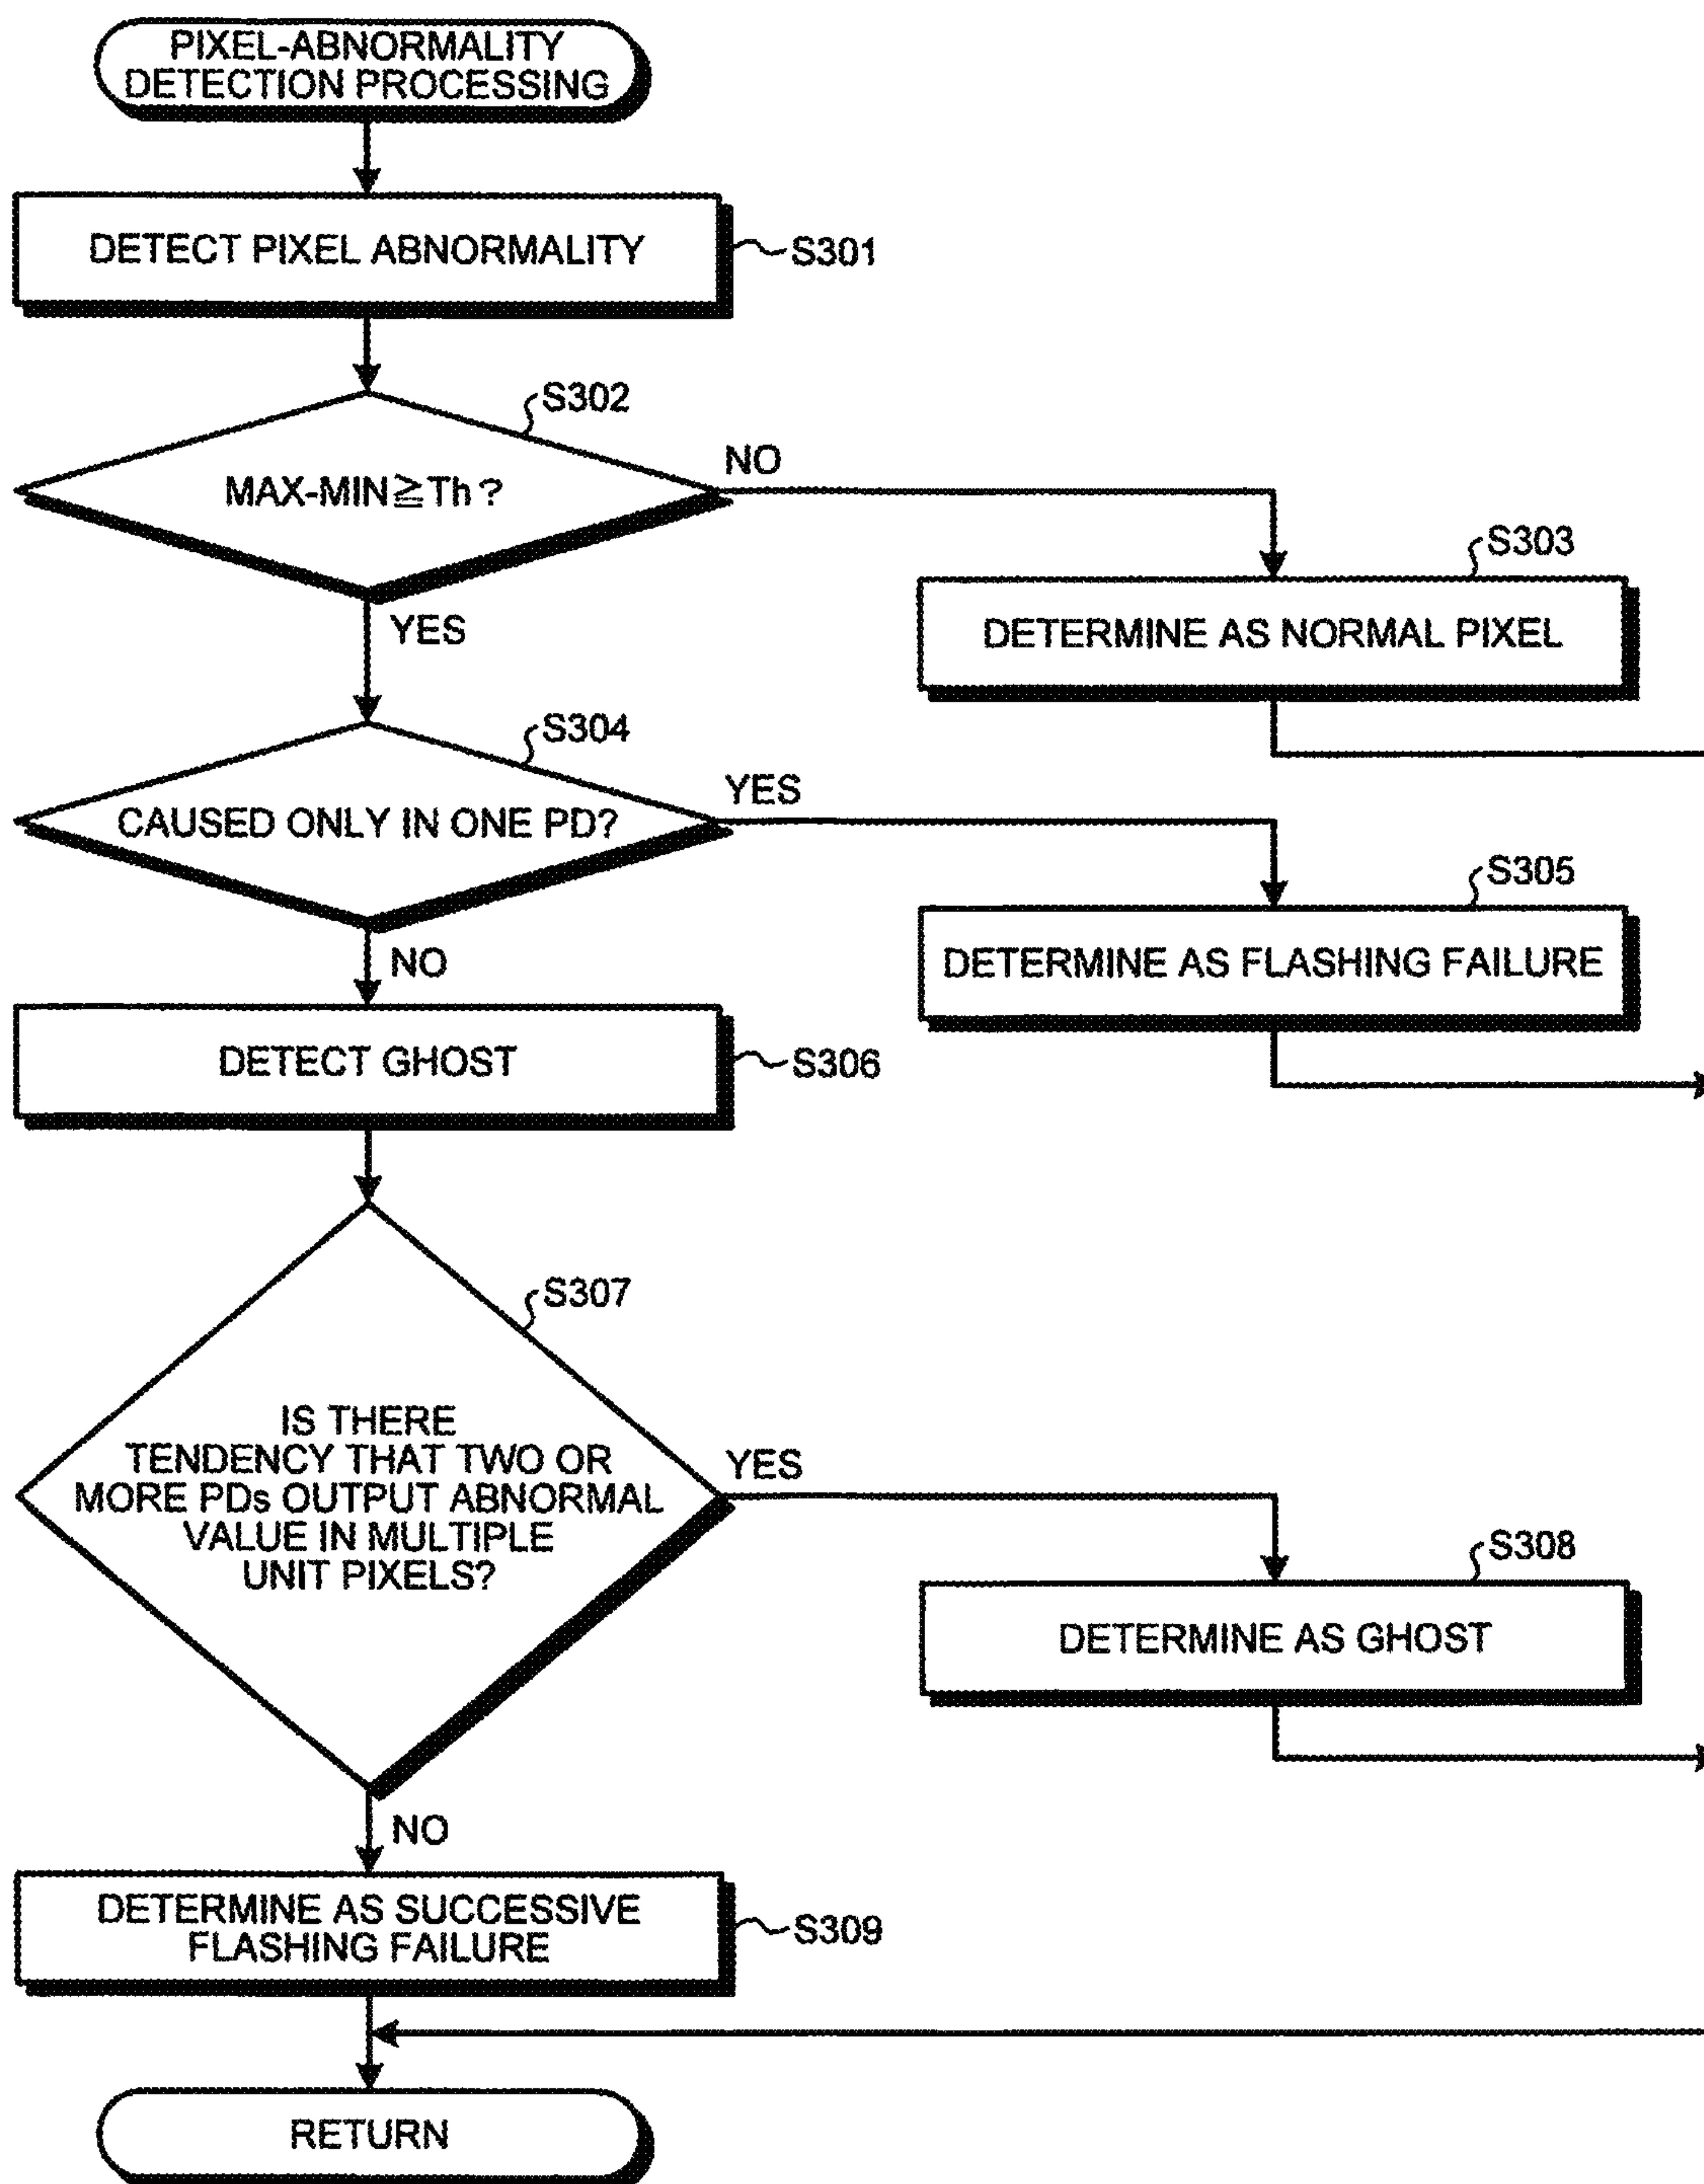 PIXEL-ABNORMALITY
DETECTION PROCESSING
DETECT PIXEL ABNORMALITY
S301
S302
MAX-MIN≧Th?
NO
YES
S303
DETERMINE AS NORMAL PIXEL
S304
CAUSED ONLY IN ONE PD?
YES
NO
S305
DETERMINE AS FLASHING FAILURE
DETECT GHOST
S306
S307
IS THERE
TENDENCY THAT TWO OR
MORE PDs OUTPUT ABNORMAL
VALUE IN MULTIPLE
UNIT PIXELS?
YES
NO
S308
DETERMINE AS GHOST
DETERMINE AS SUCCESSIVE
FLASHING FAILURE
S309
RETURN